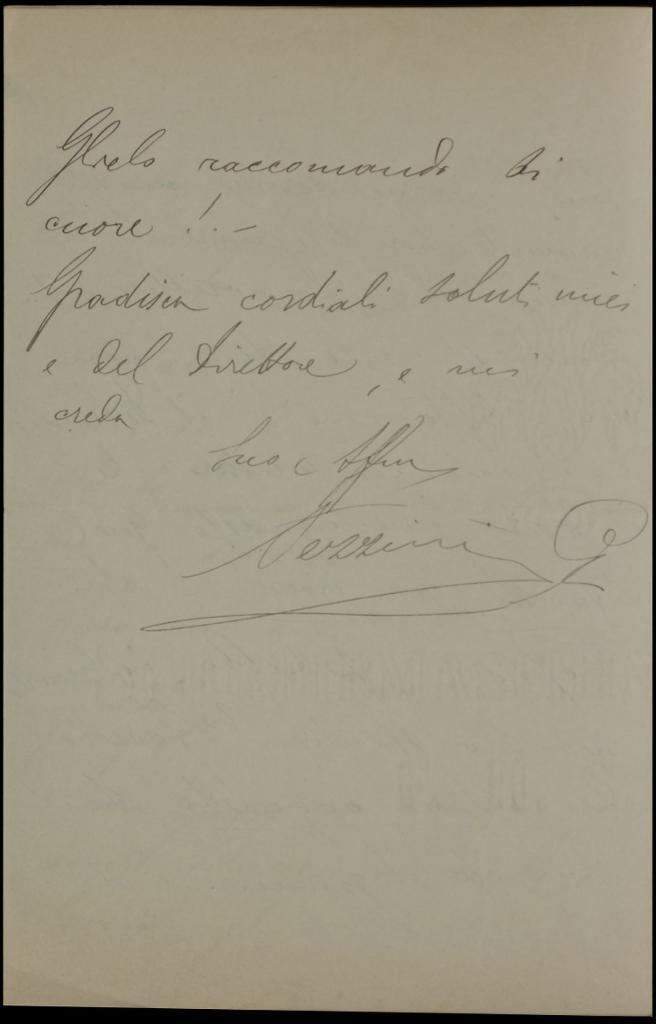 Glielo raccomando di
cuore ! . -
Gradisca cordiali saluti miei
e del Direttore, e mi
creda
Suo Affmo